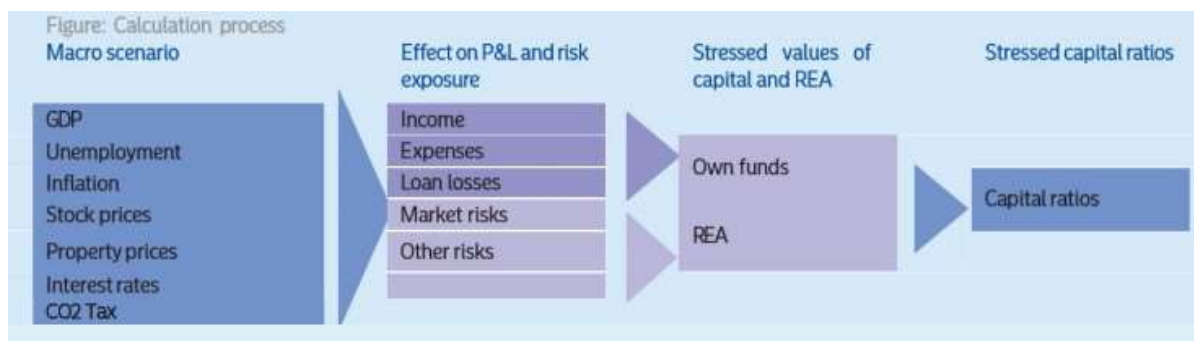 Figure: Calculation process
Macro scenario
Effect on P&L and risk
exposure
Stressed values of
capital and REA
Stressed capital ratios
GDP
Unemployment
Inflation
Stock prices
Property prices
Interest rates
CO2 Tax
Income
Expenses
Loan losses
Market risks
Other risks
Own funds
REA
Capital ratios